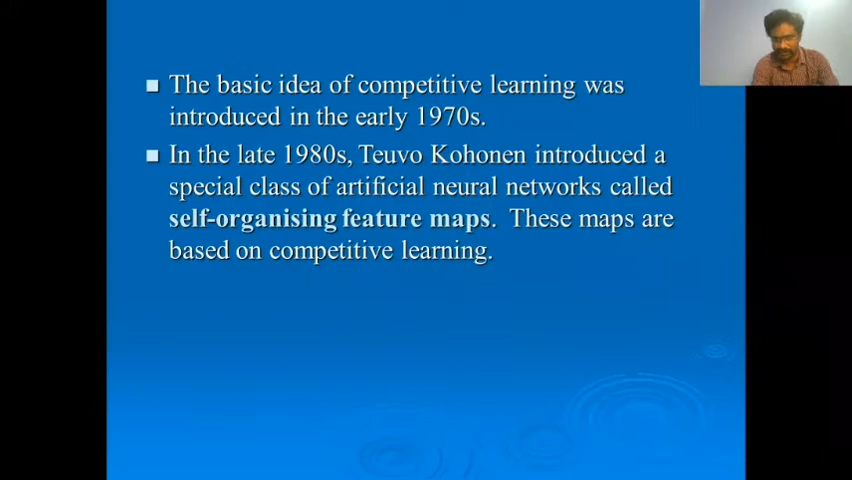 The basic idea of competitive learning was
introduced in the early 1970s.
In the late 1980s, Teuvo Kohonen introduced a
special class of artificial neural networks called
self-organising feature maps. These maps are
based on competitive learning.